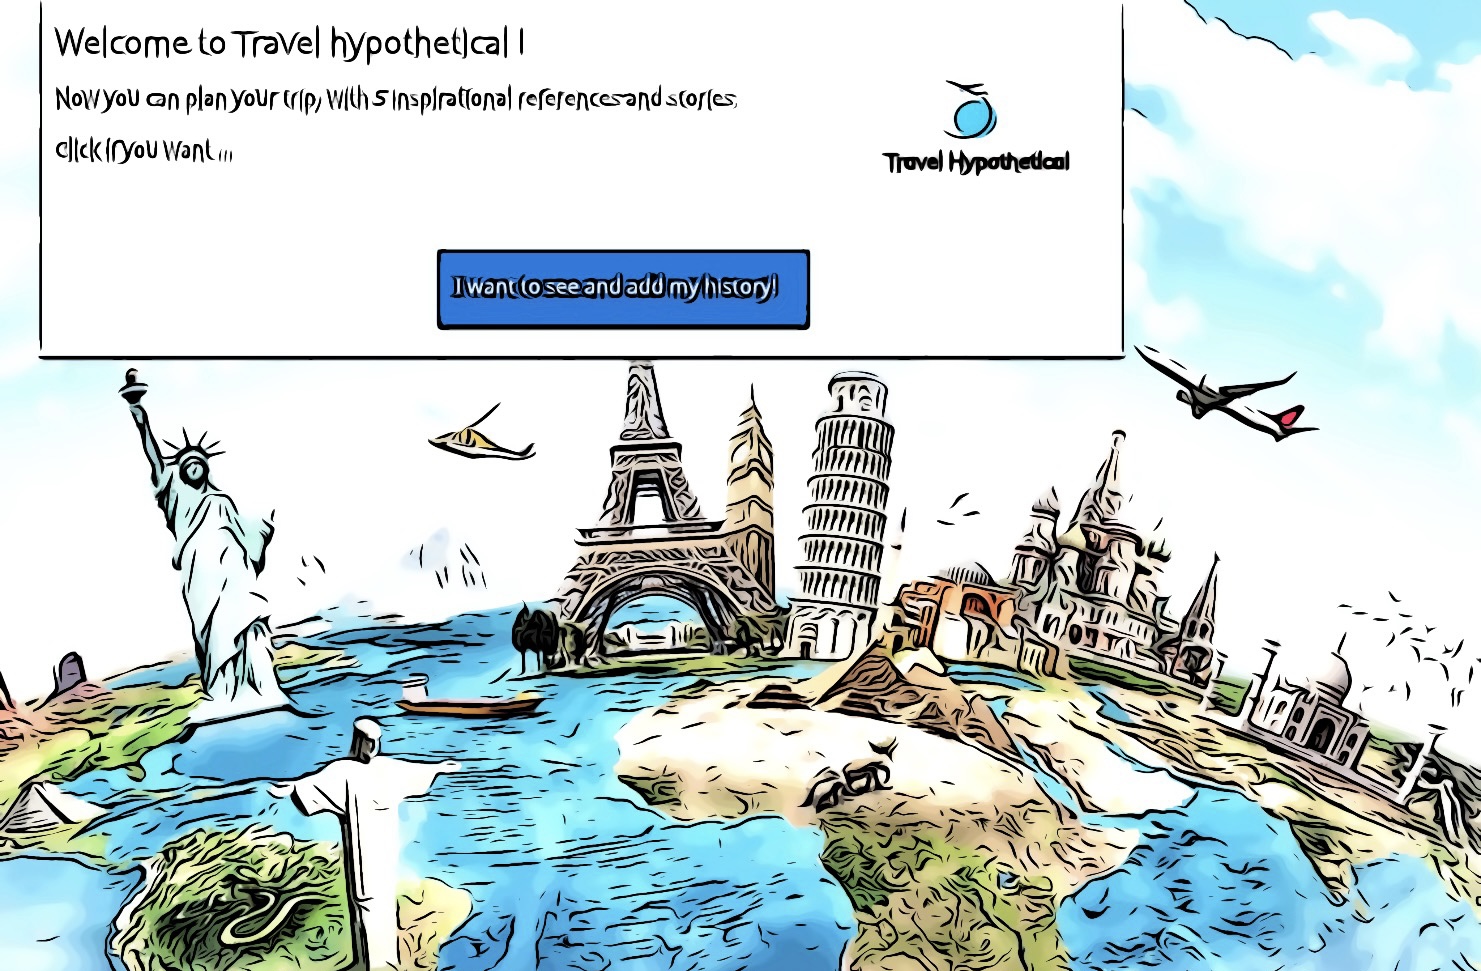 Welcome to Travel hypothetical !
Now you can plan your trip, with 5 inspirational references and stories,
click if you want ...
Travel Hypothetical
I want to see and add my history!